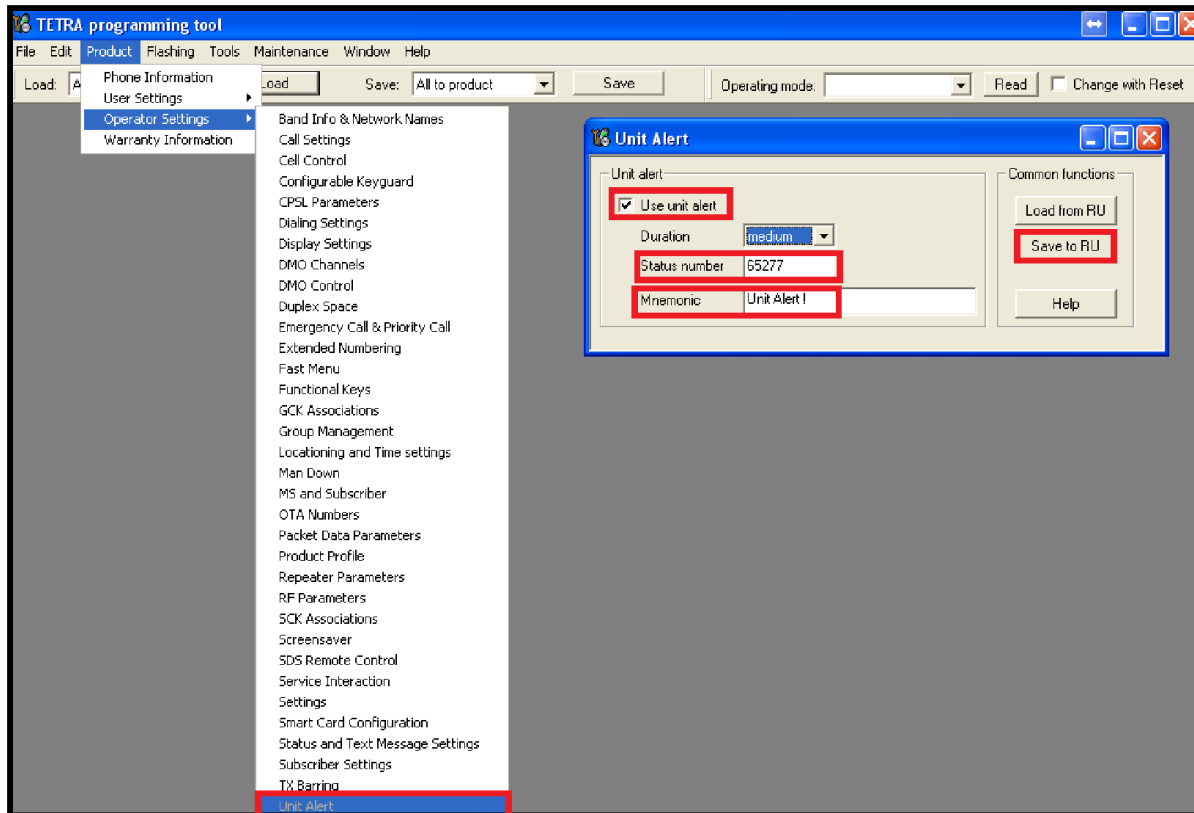 TETRA programming tool
File Edit Product Flashing Tools Maintenance Window Help
Load: A Load Save: All to product Save Operating mode: Read Change with Reset
Phone Information
User Settings
Operator Settings
Warranty Information
Band Info & Network Names
Call Settings
Cell Control
Configurable Keyguard
CPSL Parameters
Dialing Settings
Display Settings
DMO Channels
DMO Control
Duplex Space
Emergency Call & Priority Call
Extended Numbering
Fast Menu
Functional Keys
GCK Associations
Group Management
Locationing and Time settings
Man Down
MS and Subscriber
OTA Numbers
Packet Data Parameters
Product Profile
Repeater Parameters
RF Parameters
SCK Associations
Screensaver
SDS Remote Control
Service Interaction
Settings
Smart Card Configuration
Status and Text Message Settings
Subscriber Settings
TX Barring
Unit Alert
Unit Alert
Unit alert
Use unit alert
Duration medium
Status number 65277
Mnemonic Unit Alert !
Common functions
Load from RU
Save to RU
Help